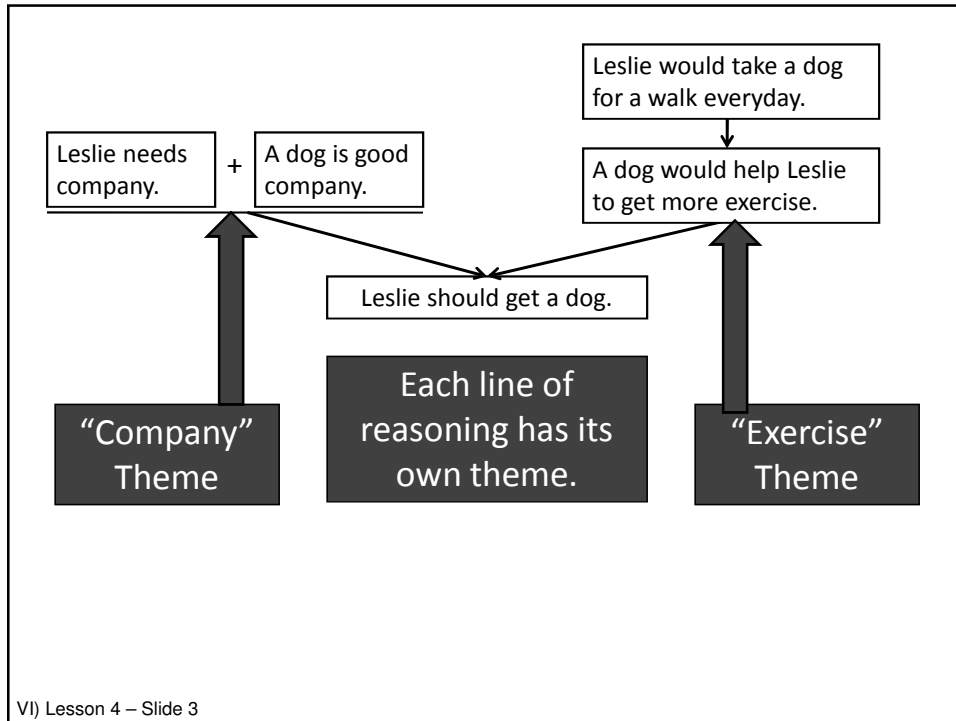 Leslie would take a dog
for a walk everyday.
Leslie needs
company.
+
A dog is good
company.
A dog would help Leslie
to get more exercise.
Leslie should get a dog.
“Company”
Theme
Each line of
reasoning has its
own theme.
“Exercise”
Theme
VI) Lesson 4 – Slide 3